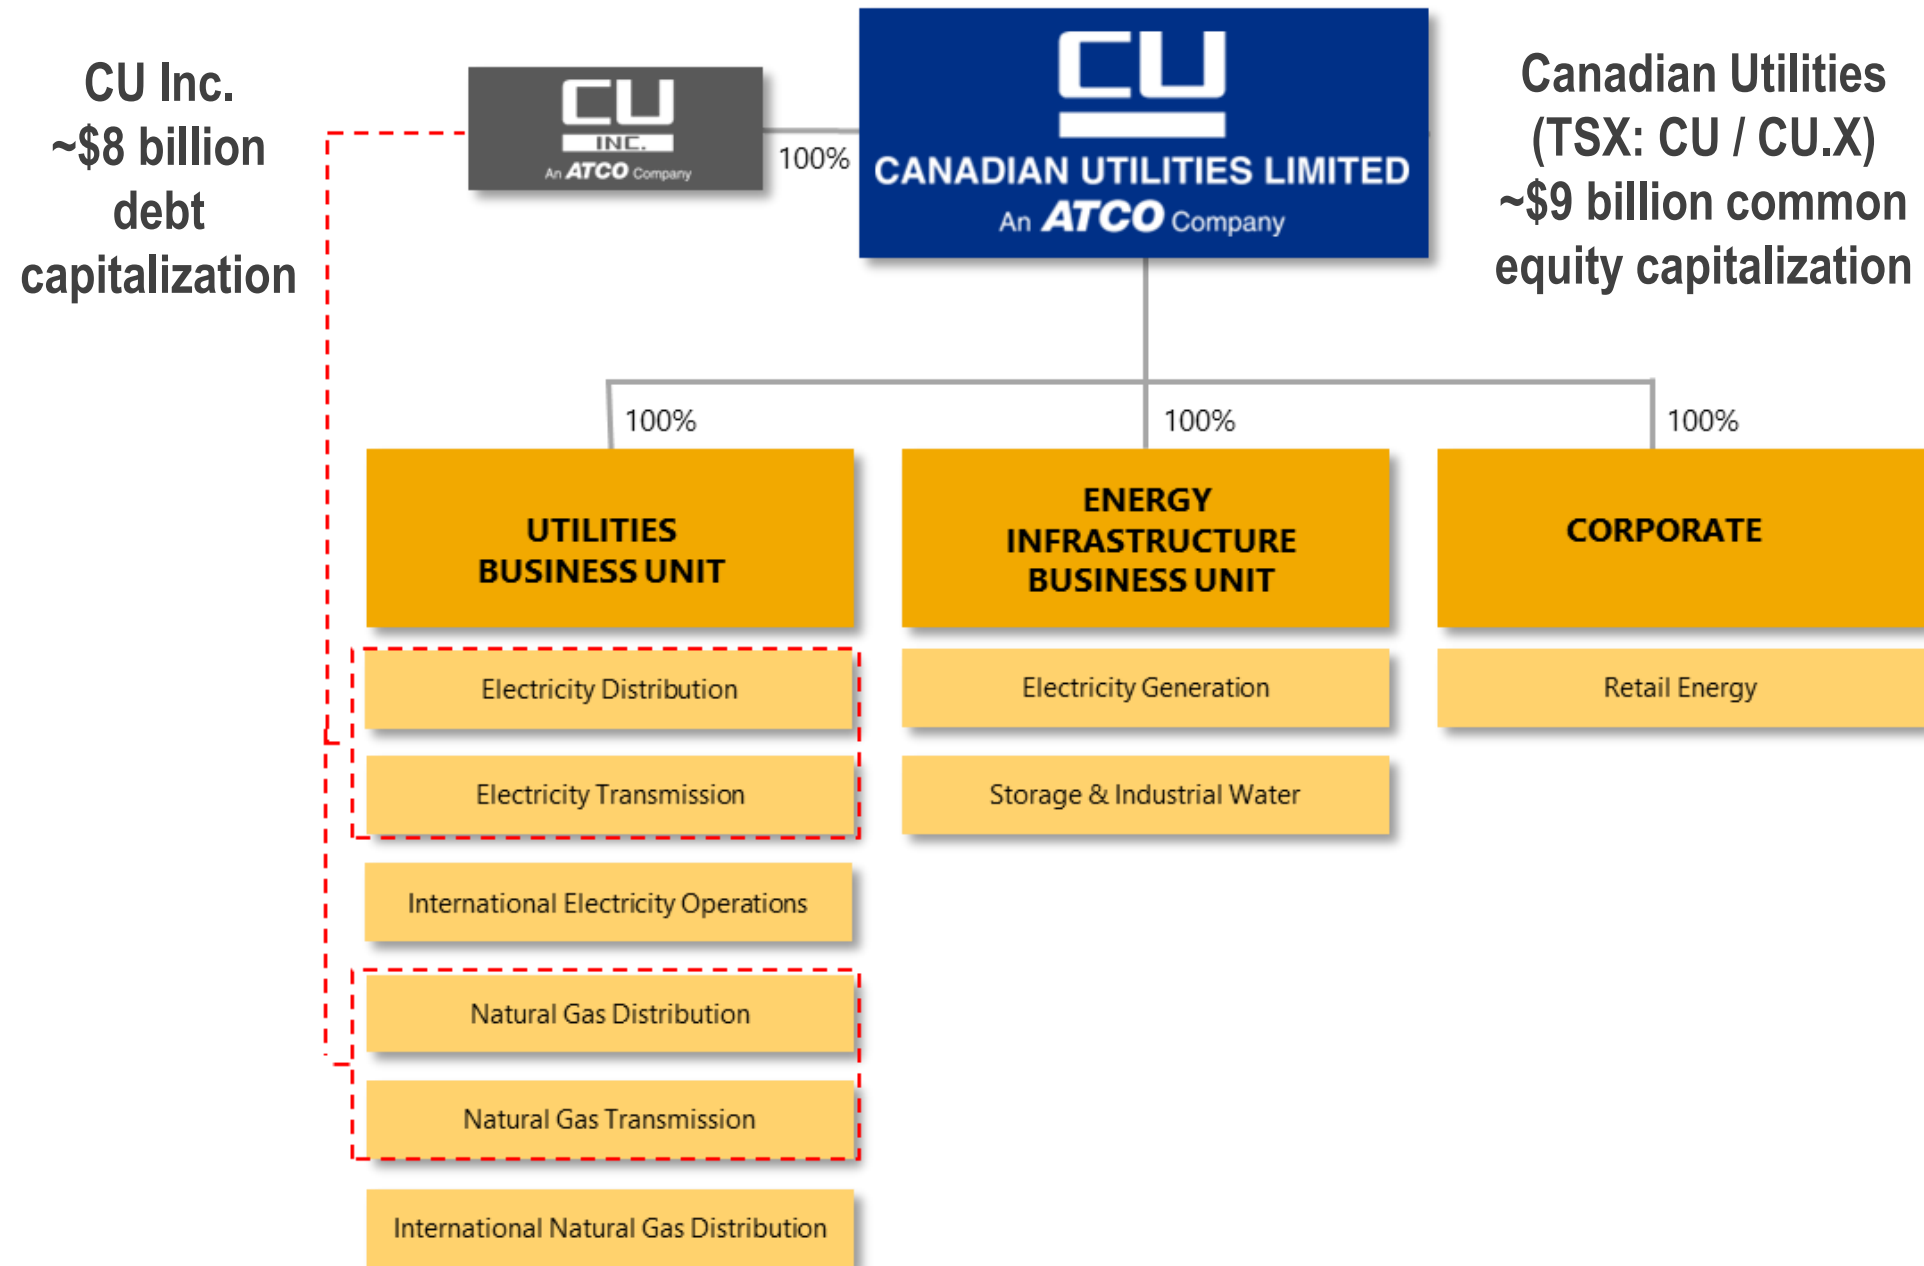 CU Inc.
~$8 billion
debt
capitalization
CU
INC.
An ATCO Company
100%
CU
CANADIAN UTILITIES LIMITED
An ATCO Company
Canadian Utilities
(TSX: CU / CU.X)
~$9 billion common
equity capitalization
100%
100%
100%
UTILITIES
BUSINESS UNIT
ENERGY
INFRASTRUCTURE
BUSINESS UNIT
CORPORATE
Electricity Distribution
Electricity Transmission
International Electricity Operations
Natural Gas Distribution
Natural Gas Transmission
International Natural Gas Distribution
Electricity Generation
Storage & Industrial Water
Retail Energy